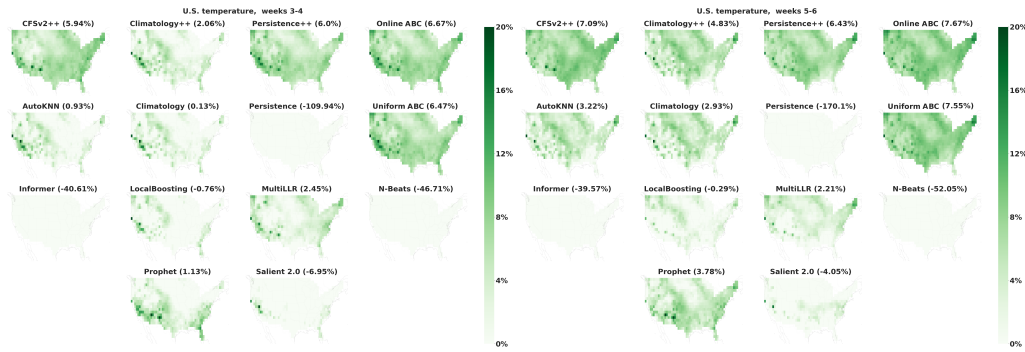 U.S. temperature, weeks 3-4
CFSv2++ (5.94%) Climatology++ (2.06%) Persistence++ (6.0%) Online ABC (6.67%)
AutoKNN (0.93%) Climatology (0.13%) Persistence (-109.94%) Uniform ABC (6.47%)
Informer (-40.61%) LocalBoosting (-0.76%) MultiLLR (2.45%) N-Beats (-46.71%)
Prophet (1.13%) Salient 2.0 (-6.95%)
20%
16%
12%
8%
4%
0%
U.S. temperature, weeks 5-6
CFSv2++ (7.09%) Climatology++ (4.83%) Persistence++ (6.43%) Online ABC (7.67%)
AutoKNN (3.22%) Climatology (2.93%) Persistence (-170.1%) Uniform ABC (7.55%)
Informer (-39.57%) LocalBoosting (-0.29%) MultiLLR (2.21%) N-Beats (-52.05%)
Prophet (3.78%) Salient 2.0 (-4.05%)
20%
16%
12%
8%
4%
0%